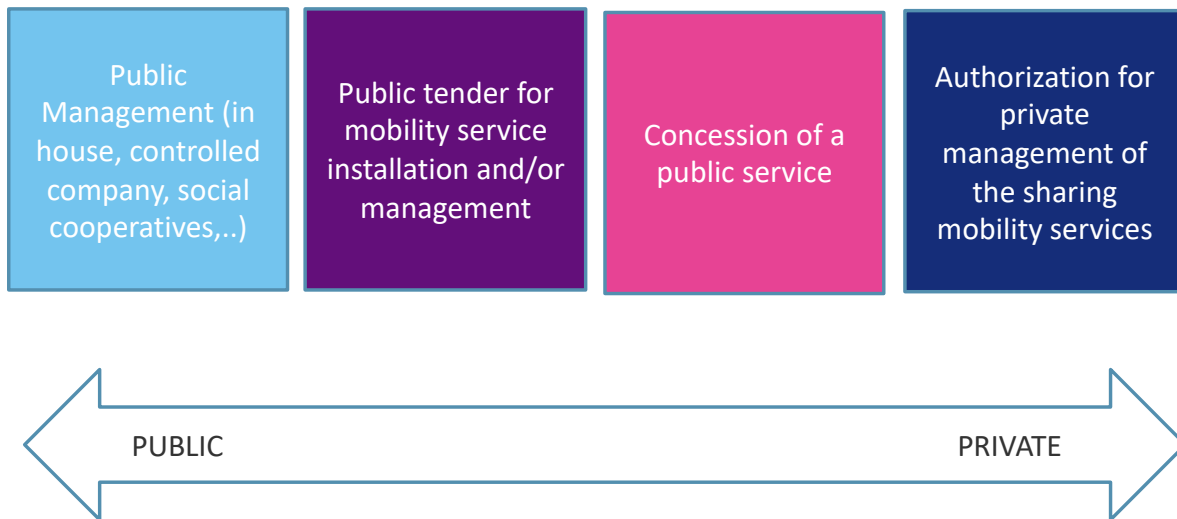 Public
Management (in
house, controlled
company, social
cooperatives,..)
Public tender for
mobility service
installation and/or
management
Concession of a
public service
Authorization for
private
management of
the sharing
mobility services
PUBLIC
PRIVATE